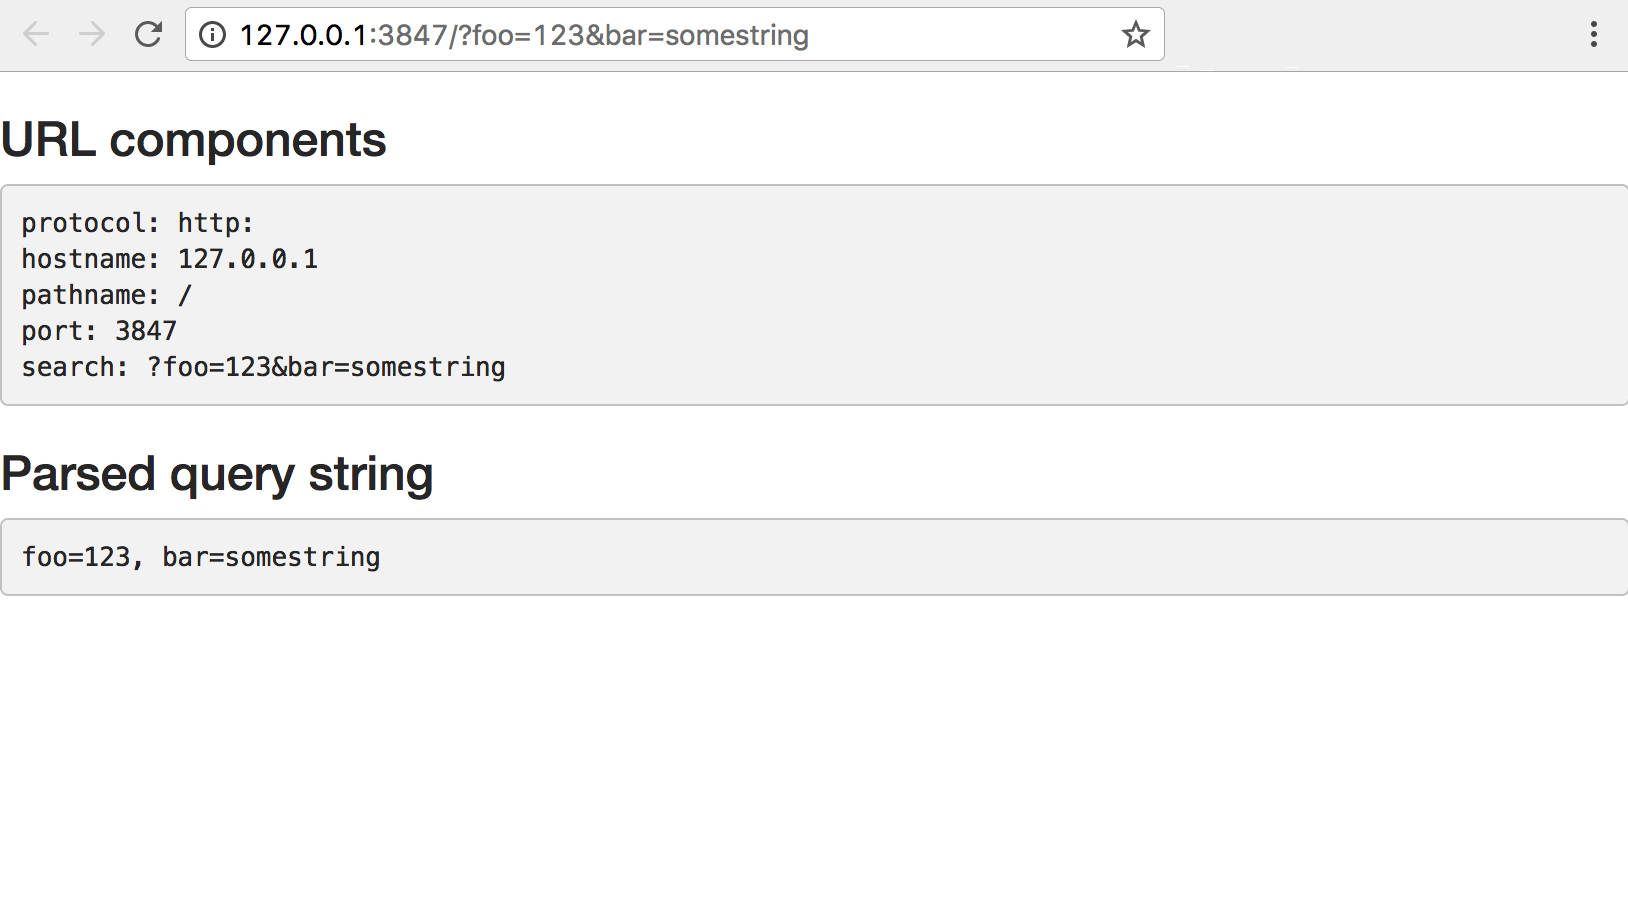 127.0.0.1:3847/?foo=123&bar=somestring
URL components
protocol: http:
hostname: 127.0.0.1
pathname: /
port: 3847
search: ?foo=123&bar=somestring
Parsed query string
foo=123, bar=somestring